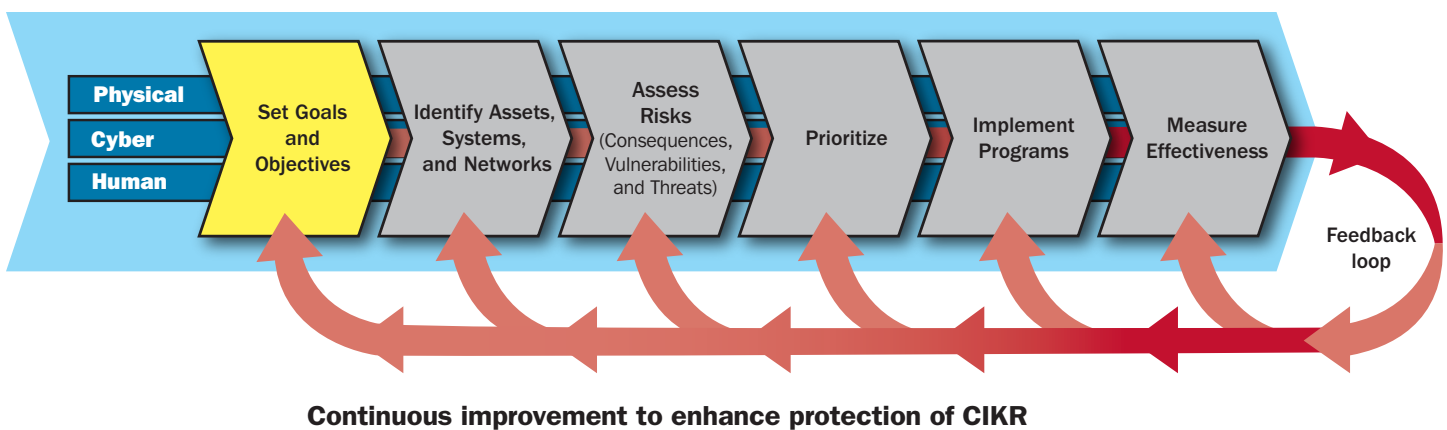 Physical
Cyber
Human
Set Goals
and
Objectives
Identify Assets,
Systems,
and Networks
Assess
Risks
(Consequences,
Vulnerabilities,
and Threats)
Prioritize
Implement
Programs
Measure
Effectiveness
Feedback
loop
Continuous improvement to enhance protection of CIKR